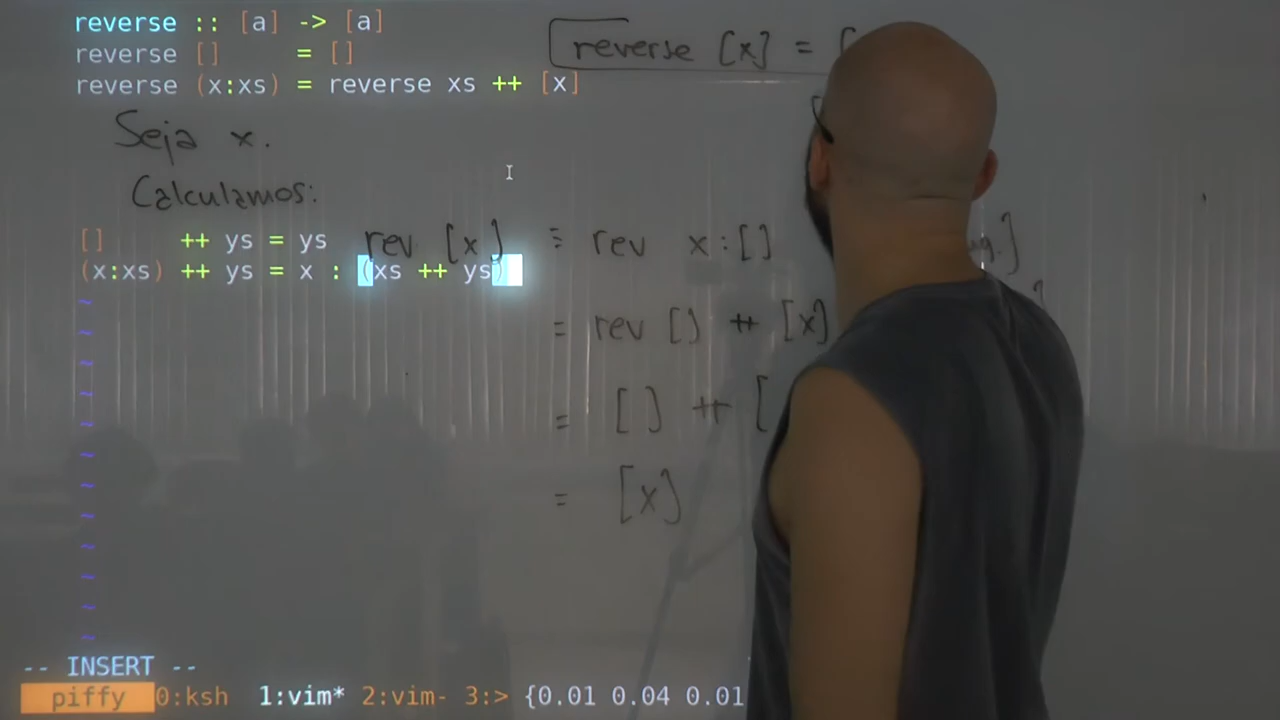 reverse :: [a] -> [a]
reverse [] = []
reverse (x:xs) = reverse xs ++ [x]
reverse [x] = [
Seja x.
Calculamos:
[] ++ ys = ys
(x:xs) ++ ys = x : (xs ++ ys)
rev [x] ≡ rev x:[]
= rev [] ++ [x]
= [] ++ [
= [x]
~
~
~
~
~
~
~
~
~
~
~
~
-- INSERT --
piffy 0:ksh 1:vim* 2:vim- 3:> {0.01 0.04 0.01